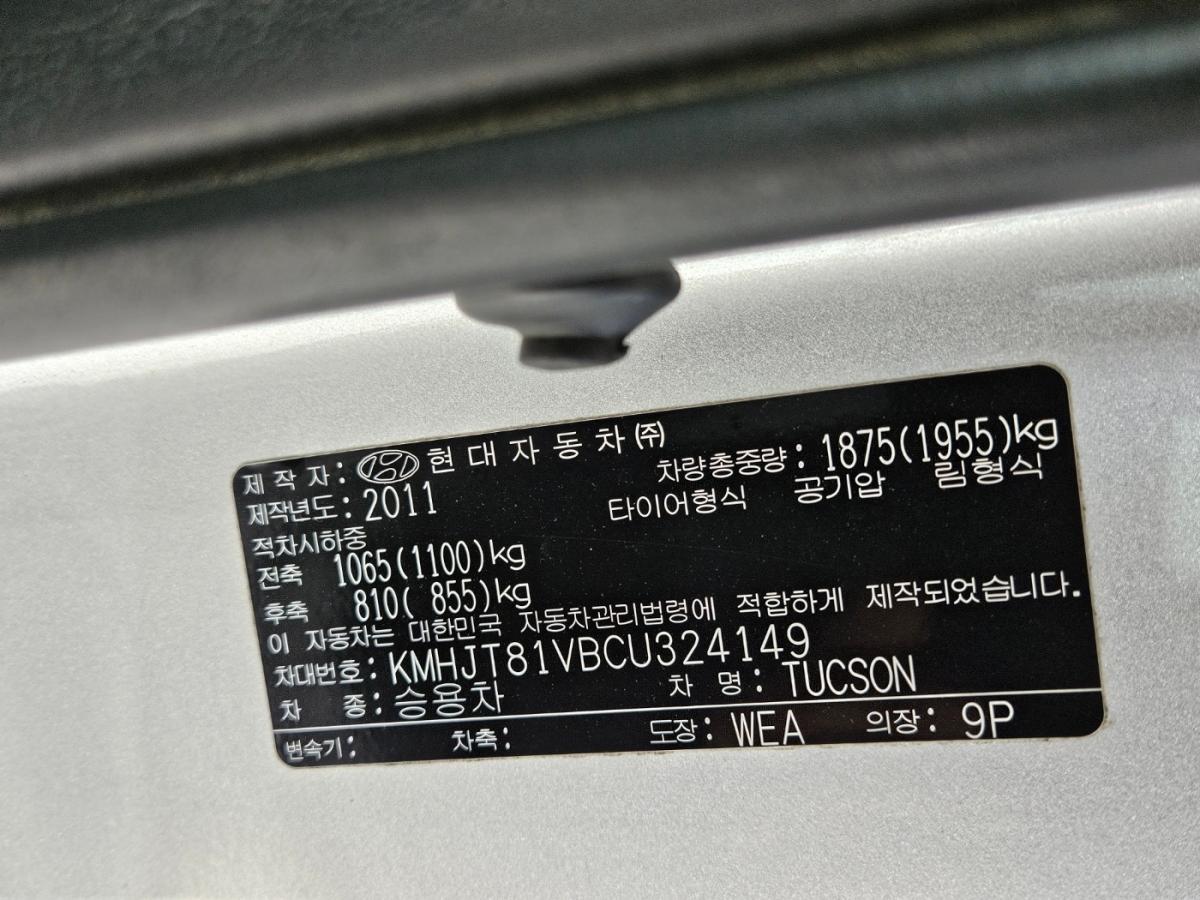 제 작 자 : 현 대 자 동 차 (주)
제작년도 : 2011 차량총중량 : 1875(1955)kg
타이어형식 공기압 림형식
적차시하중
전축 1065(1100)kg
후축 810( 855)kg
이 자동차는 대한민국 자동차관리법령에 적합하게 제작되었습니다.
차대번호 : KMHJT81VBCU324149
차 종 : 승용차 차 명 : TUCSON
변속기 : 차축 : 도장 : WEA 의장 : 9P